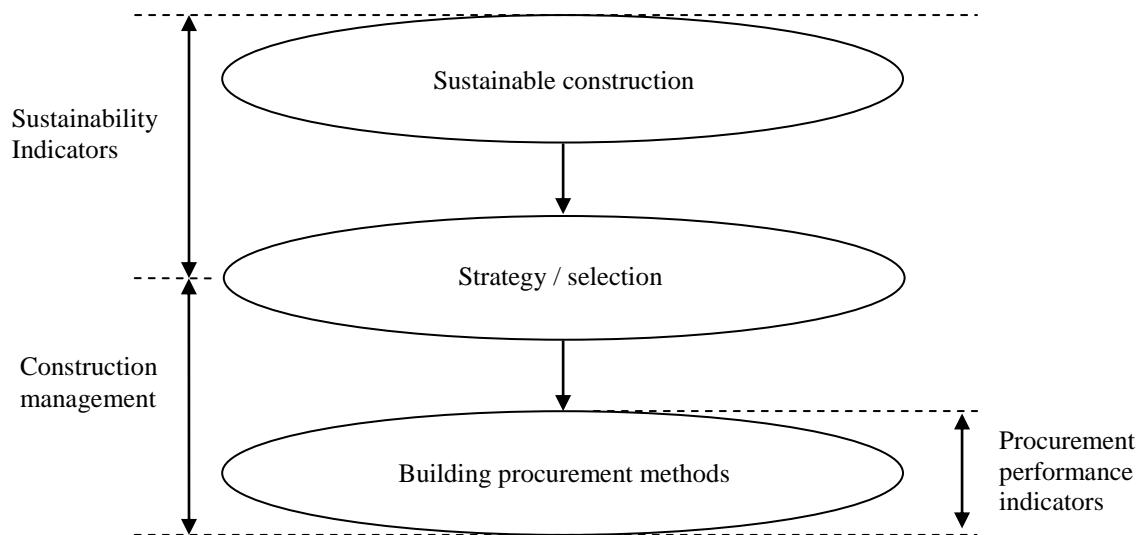 Sustainable construction
Sustainability
Indicators
Strategy / selection
Construction
management
Building procurement methods
Procurement
performance
indicators